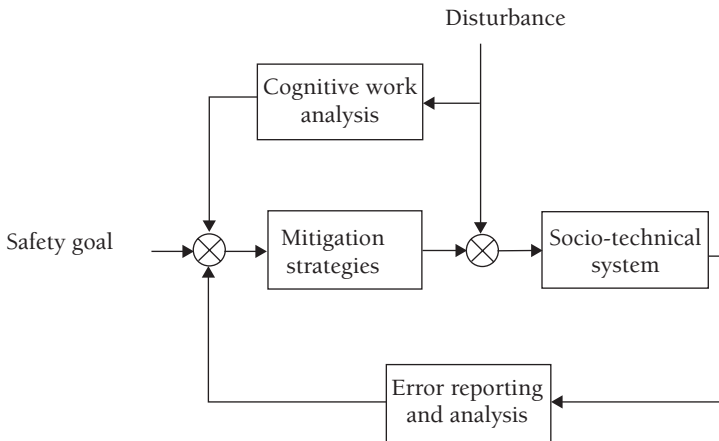 Disturbance
Cognitive work
analysis
Safety goal
Mitigation
strategies
Socio-technical
system
Error reporting
and analysis